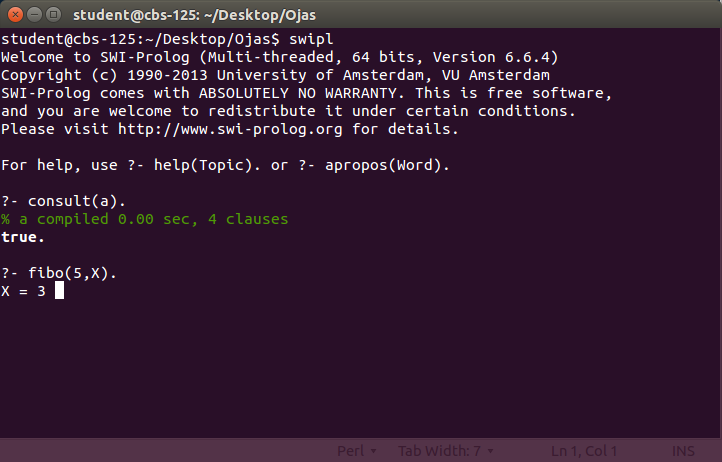 student@cbs-125: ~/Desktop/Ojas
student@cbs-125:~/Desktop/Ojas$ swipl
Welcome to SWI-Prolog (Multi-threaded, 64 bits, Version 6.6.4)
Copyright (c) 1990-2013 University of Amsterdam, VU Amsterdam
SWI-Prolog comes with ABSOLUTELY NO WARRANTY. This is free software,
and you are welcome to redistribute it under certain conditions.
Please visit http://www.swi-prolog.org for details.
For help, use ?- help(Topic). or ?- apropos(Word).
?- consult(a).
% a compiled 0.00 sec, 4 clauses
true.
?- fibo(5,X).
X = 3
Perl Tab Width: 7 Ln 1, Col 1 INS